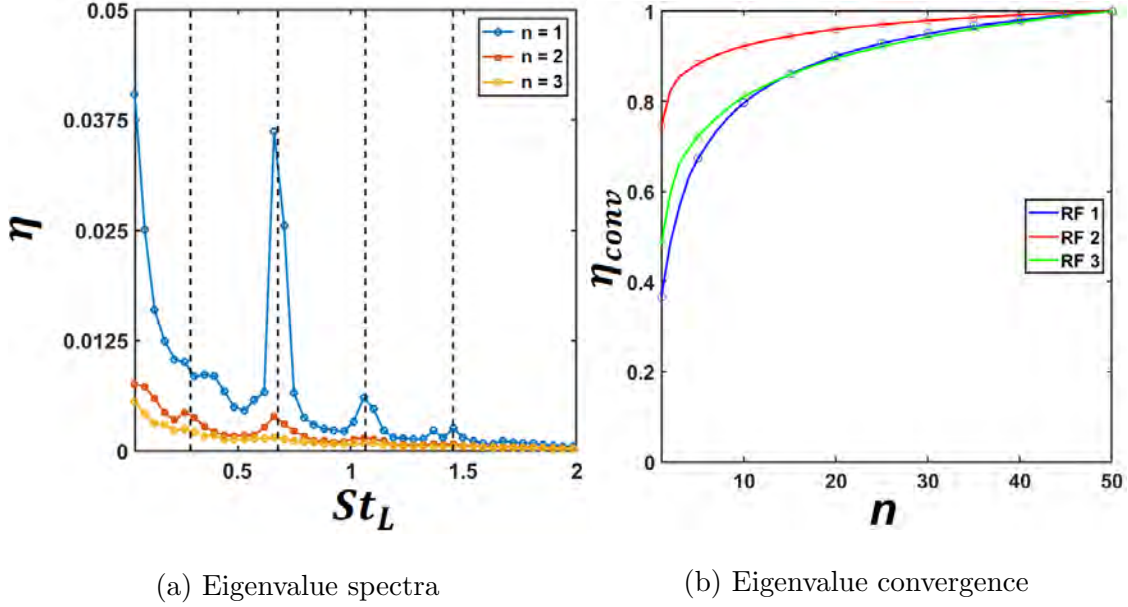 0.05
0.0375
0.025
0.0125
0
η
0.5
1
1.5
2
St_L
n = 1
n = 2
n = 3
1
0.8
0.6
0.4
0.2
0
η_conv
10
20
30
40
50
n
RF 1
RF 2
RF 3
(a) Eigenvalue spectra
(b) Eigenvalue convergence